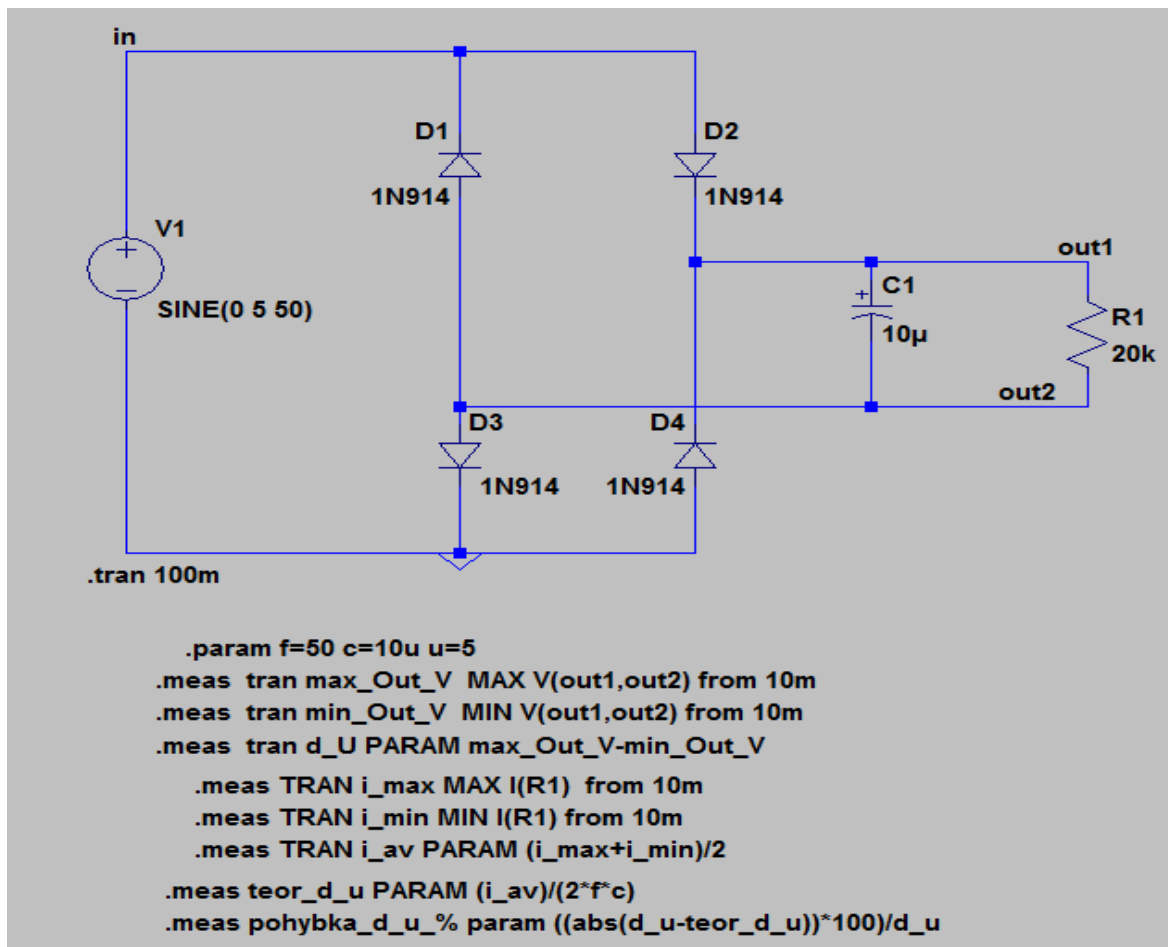 in
D1
D2
1N914
1N914
V1
out1
+
C1
SINE(0 5 50)
R1
10µ
20k
out2
D3
D4
1N914
1N914
.tran 100m
.param f=50 c=10u u=5
.meas tran max_Out_V MAX V(out1,out2) from 10m
.meas tran min_Out_V MIN V(out1,out2) from 10m
.meas tran d_U PARAM max_Out_V-min_Out_V
.meas TRAN i_max MAX I(R1) from 10m
.meas TRAN i_min MIN I(R1) from 10m
.meas TRAN i_av PARAM (i_max+i_min)/2
.meas teor_d_u PARAM (i_av)/(2*f*c)
.meas pohybka_d_u_% param ((abs(d_u-teor_d_u))*100)/d_u